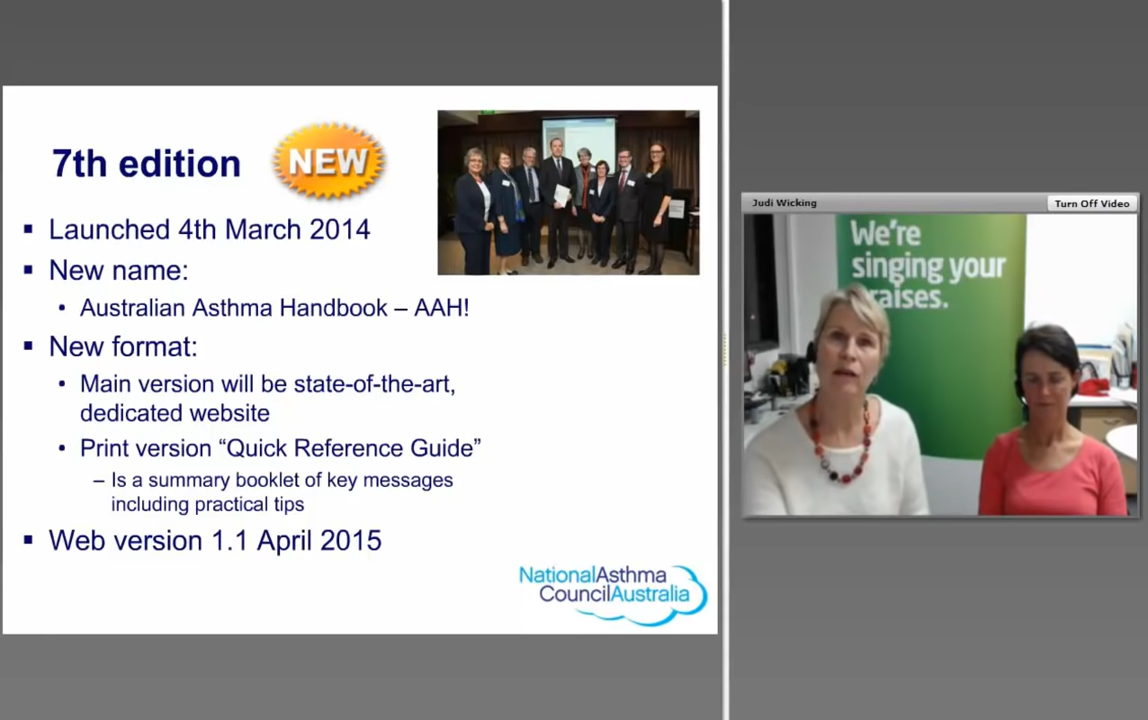 7th edition
NEW
Launched 4th March 2014
New name:
Australian Asthma Handbook – AAH!
New format:
Main version will be state-of-the-art,
dedicated website
Print version “Quick Reference Guide”
– Is a summary booklet of key messages
including practical tips
Web version 1.1 April 2015
NationalAsthma
CouncilAustralia
Judi Wicking
Turn Off Video
We're
singing your
raises.